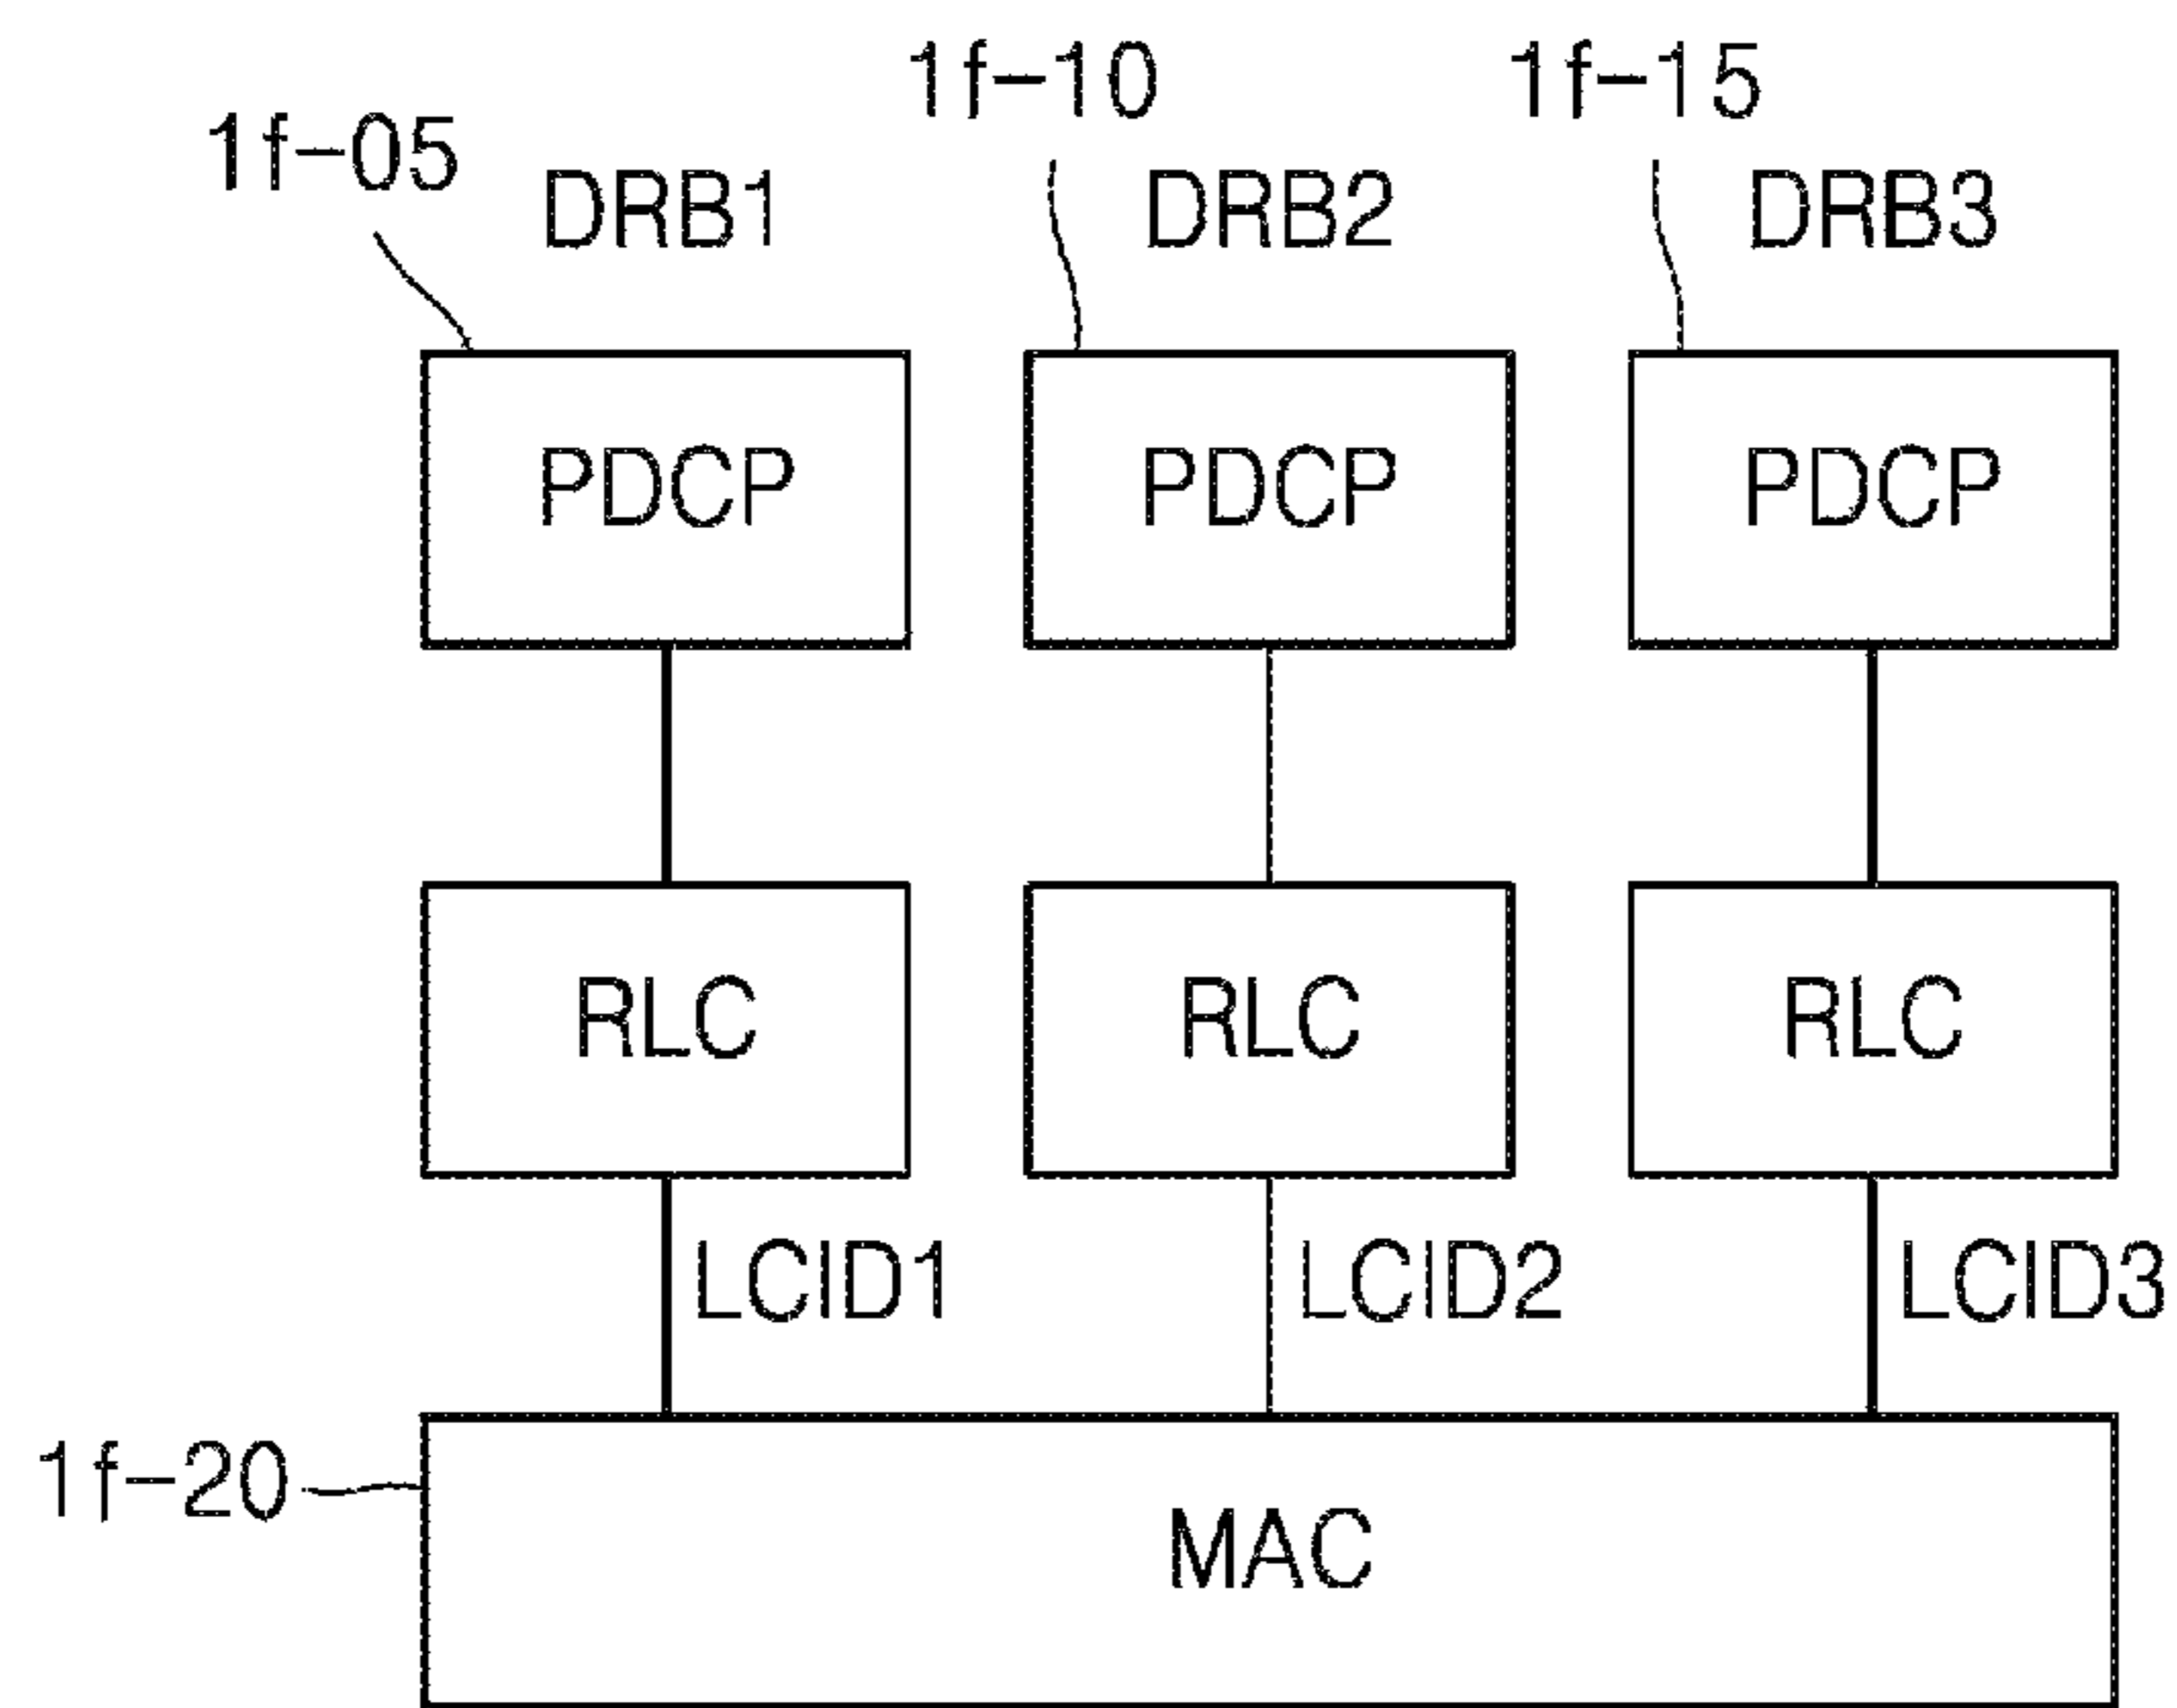 1f-10 1f-15
1f-05 DRB1 DRB2 DRB3
PDCP PDCP PDCP
RLC RLC RLC
LCID1 LCID2 LCID3
1f-20 MAC